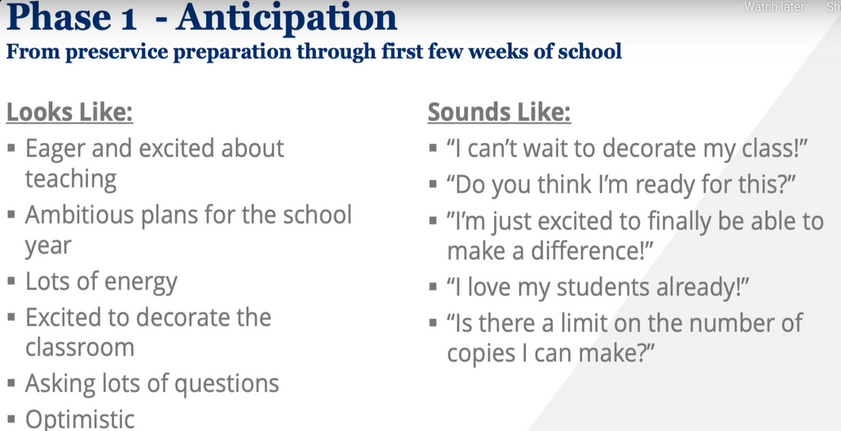 Watch later Sh
Phase 1 - Anticipation
From preservice preparation through first few weeks of school
Looks Like:
▪ Eager and excited about
teaching
▪ Ambitious plans for the school
year
▪ Lots of energy
▪ Excited to decorate the
classroom
▪ Asking lots of questions
▪ Optimistic
Sounds Like:
▪ “I can’t wait to decorate my class!”
▪ “Do you think I’m ready for this?”
▪ ”I’m just excited to finally be able to
make a difference!”
▪ “I love my students already!”
▪ “Is there a limit on the number of
copies I can make?”